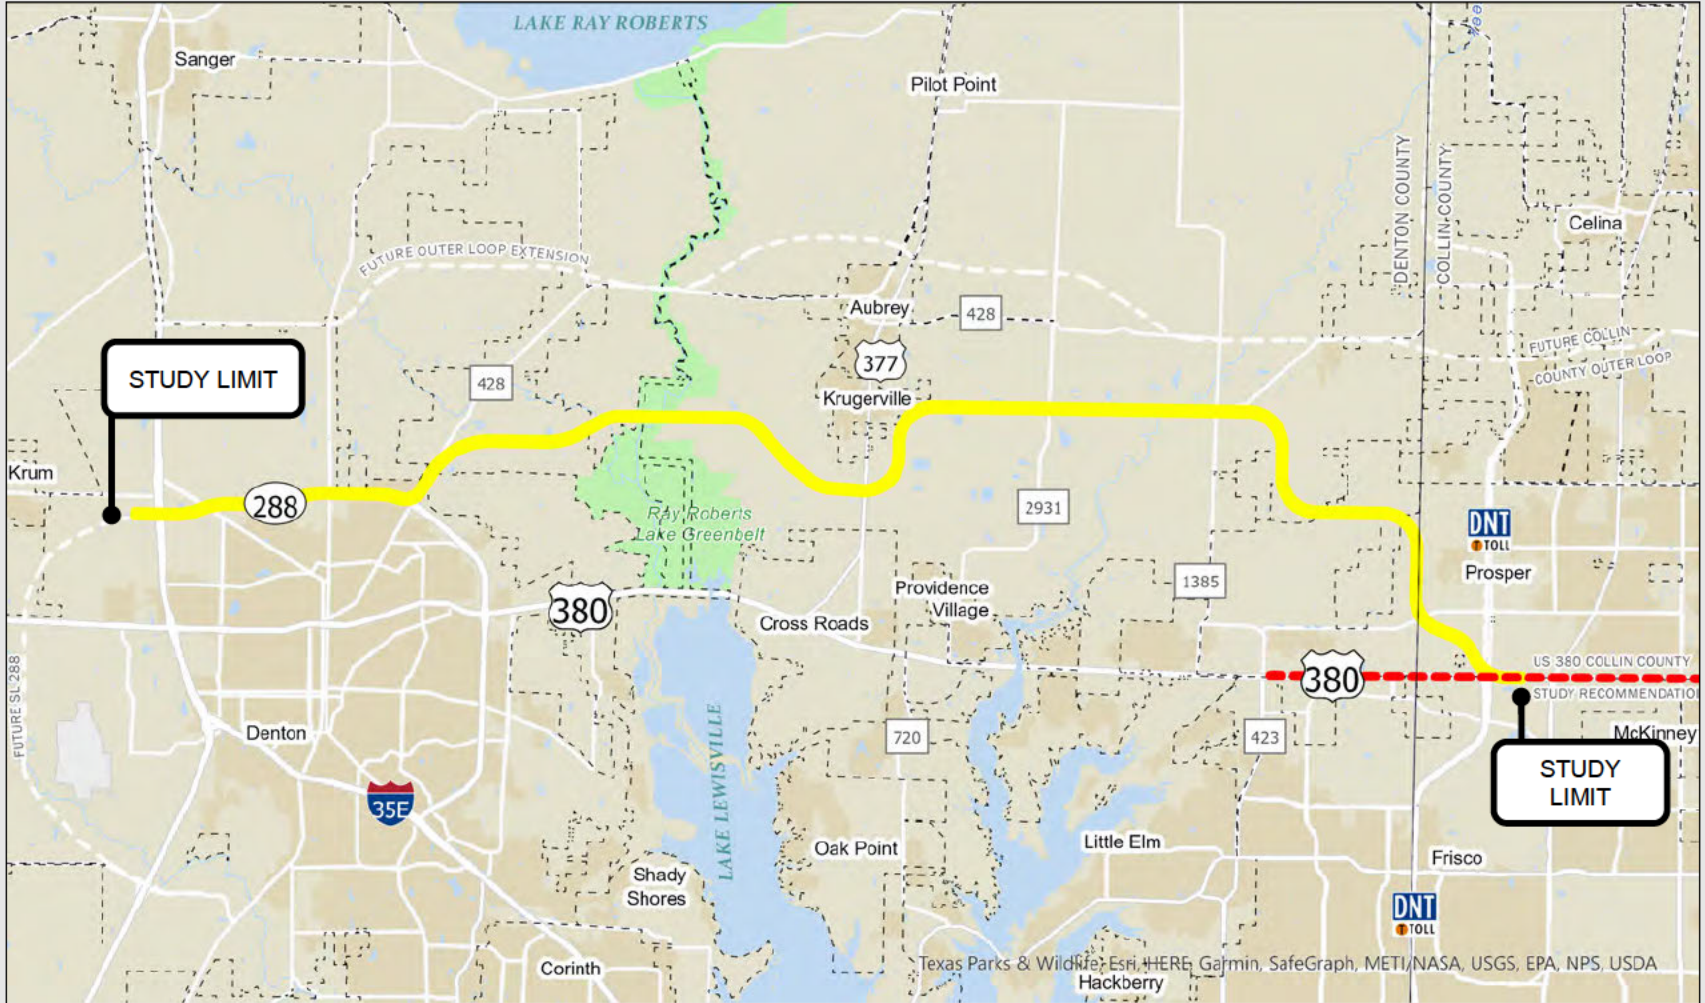 LAKE RAY ROBERTS
Sanger
Pilot Point
DENTON COUNTY
COLLIN COUNTY
Celina
FUTURE OUTER LOOP EXTENSION
Aubrey
428
FUTURE COLLIN
COUNTY OUTER LOOP
377
STUDY LIMIT
428
Krugerville
Krum
288
Ray Roberts
Lake Greenbelt
2931
DNT
TOLL
Prosper
1385
Providence
Village
380
Cross Roads
FUTURE SL 288
US 380 COLLIN COUNTY
380
STUDY RECOMMENDATIO
Denton
LAKE LEWISVILLE
720
423
McKinney
STUDY
LIMIT
35E
Oak Point
Little Elm
Frisco
Shady
Shores
DNT
TOLL
Corinth
Texas Parks & Wildlife, Esri, HERE, Garmin, SafeGraph, METI/NASA, USGS, EPA, NPS, USDA
Hackberry